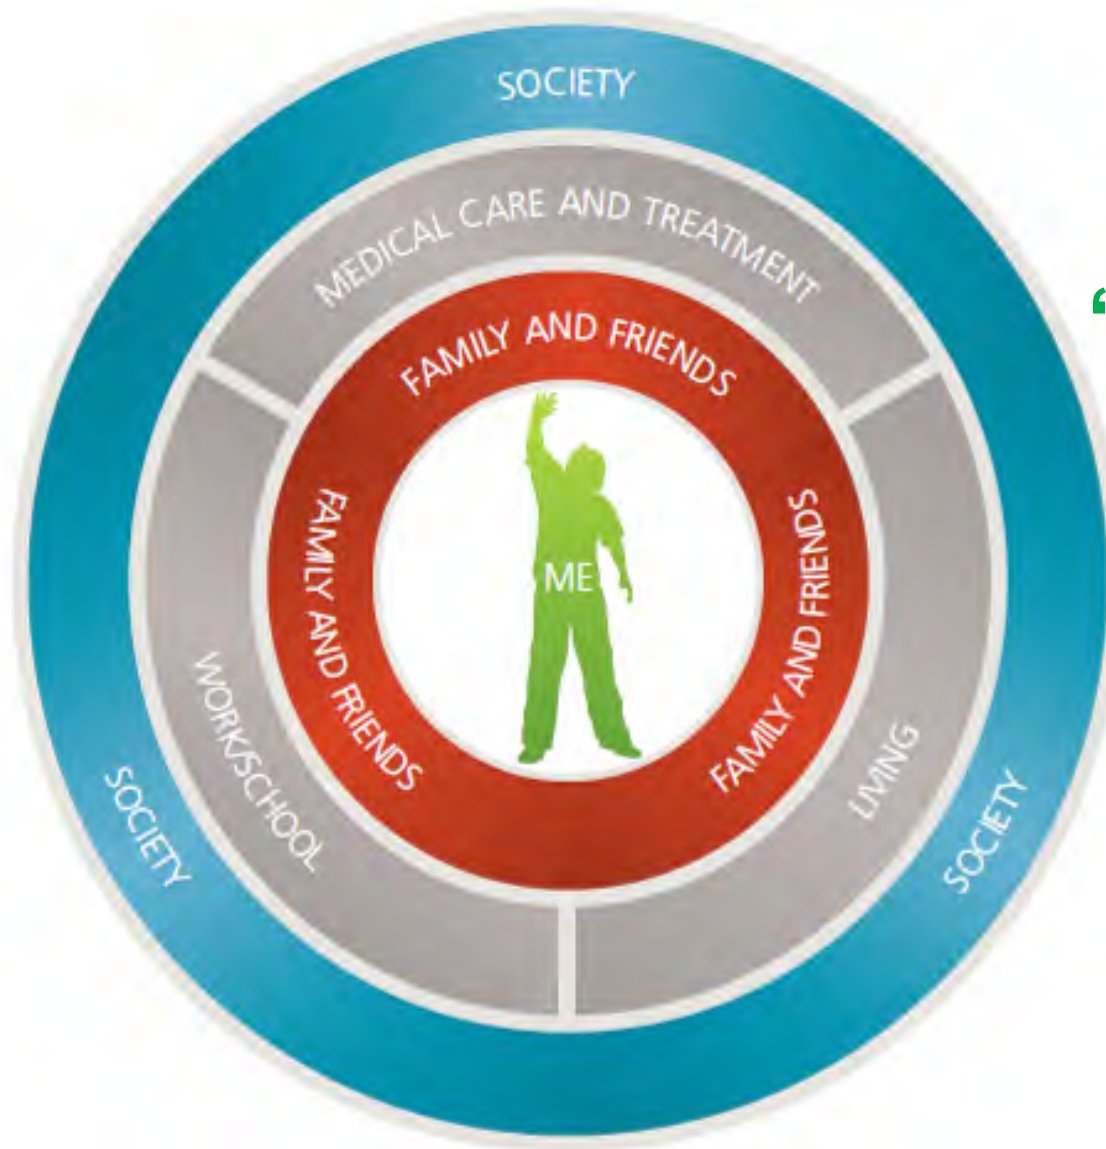 SOCIETY
MEDICAL CARE AND TREATMENT
FAMILY AND FRIENDS
FAMILY AND FRIENDS
FAMILY AND FRIENDS
ME
WORK/SCHOOL
LIVING
SOCIETY
SOCIETY